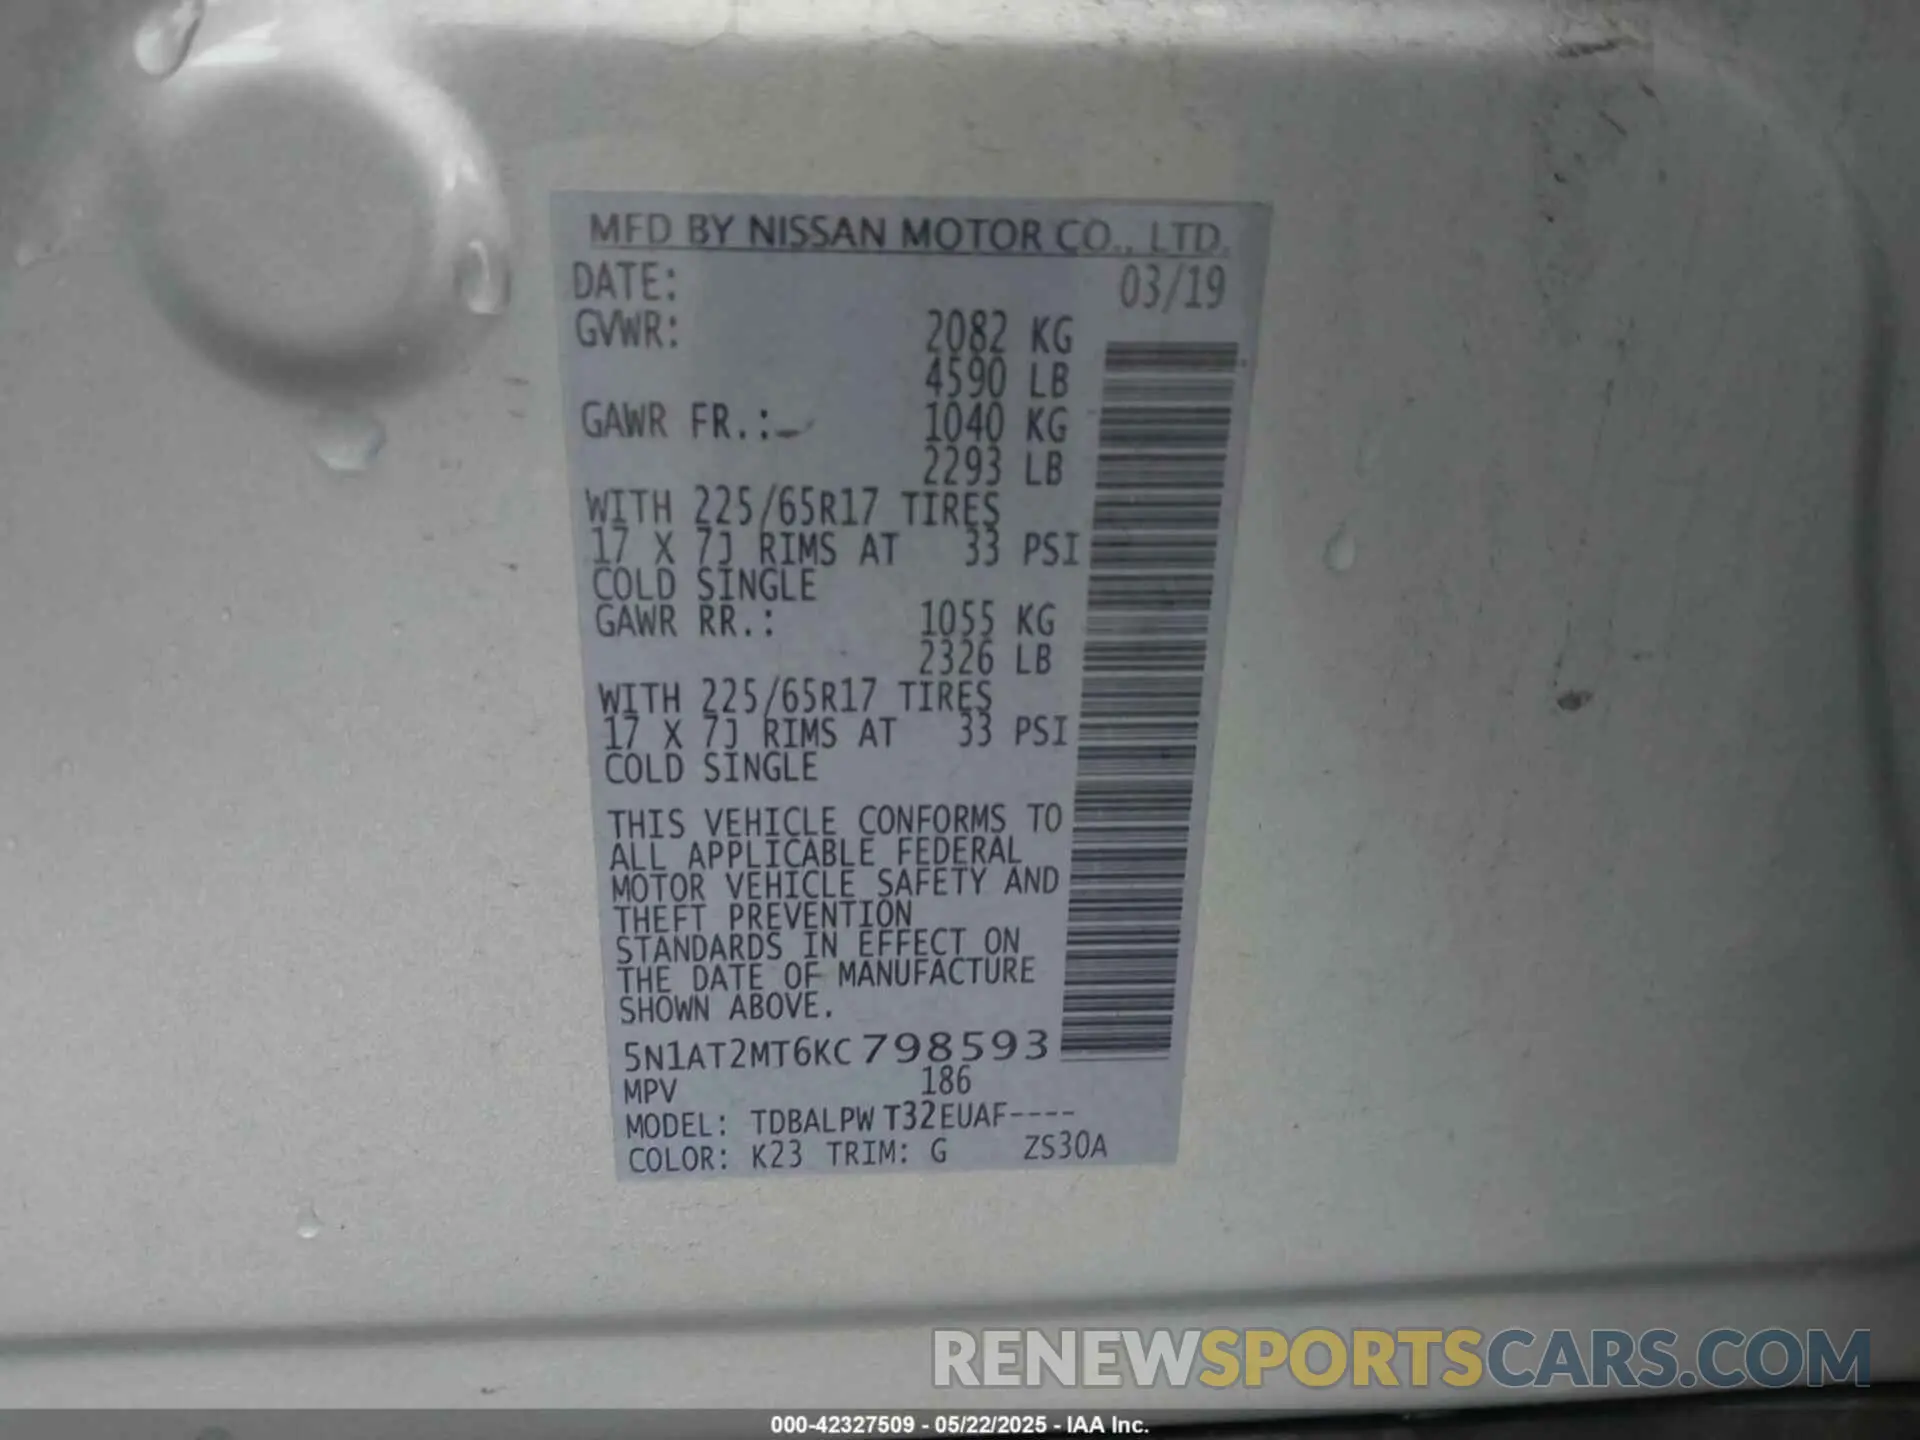 MFD BY NISSAN MOTOR CO., LTD.
DATE: 03/19
GVWR: 2082 KG
4590 LB
GAWR FR.: 1040 KG
2293 LB
WITH 225/65R17 TIRES
17 X 7J RIMS AT 33 PSI
COLD SINGLE
GAWR RR.: 1055 KG
2326 LB
WITH 225/65R17 TIRES
17 X 7J RIMS AT 33 PSI
COLD SINGLE
THIS VEHICLE CONFORMS TO
ALL APPLICABLE FEDERAL
MOTOR VEHICLE SAFETY AND
THEFT PREVENTION
STANDARDS IN EFFECT ON
THE DATE OF MANUFACTURE
SHOWN ABOVE.
5N1AT2MT6KC798593
MPV 186
MODEL: TDBALPW T32EUAF----
COLOR: K23 TRIM: G ZS30A
RENEWSPORTSCARS.COM
000-42327509 - 05/22/2025 - IAA Inc.